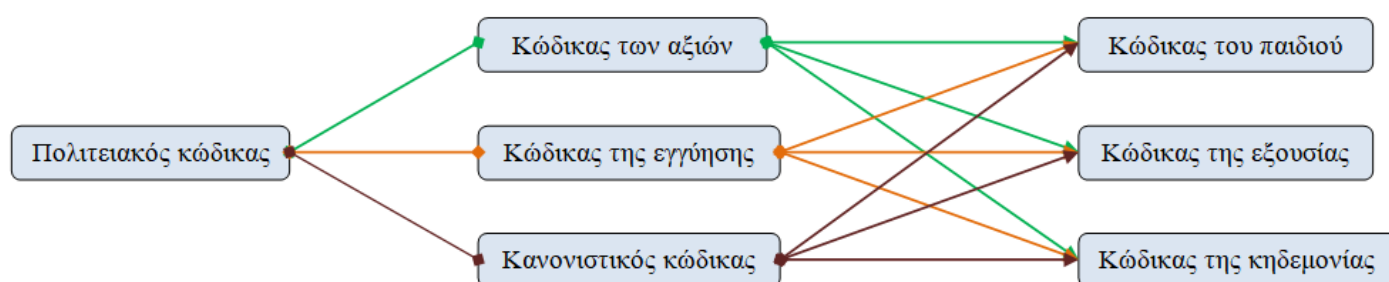 Κώδικας των αξιών
Κώδικας του παιδιού
Πολιτειακός κώδικας
Κώδικας της εγγύησης
Κώδικας της εξουσίας
Κανονιστικός κώδικας
Κώδικας της κηδεμονίας